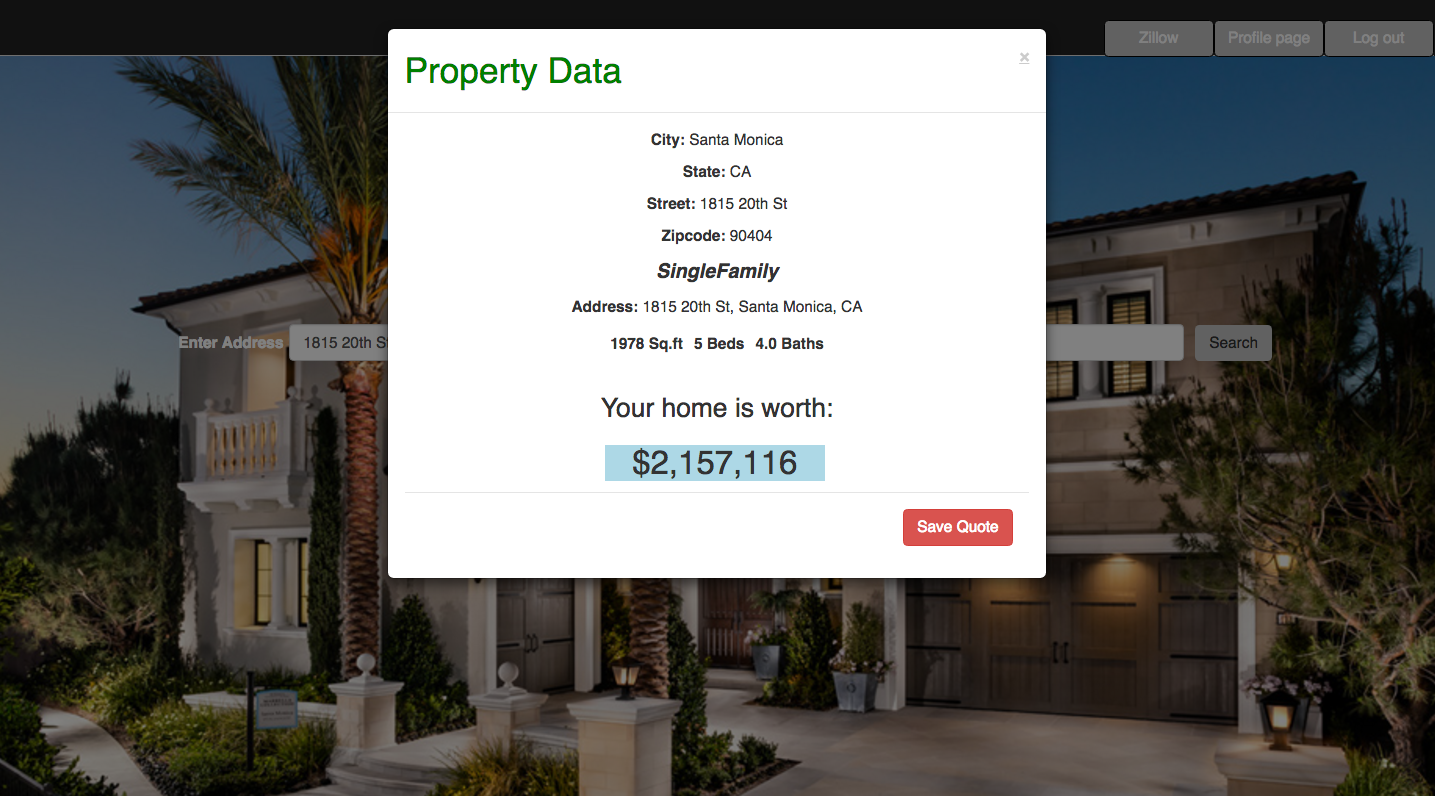 Zillow Profile page Log out
Property Data
×
City: Santa Monica
State: CA
Street: 1815 20th St
Zipcode: 90404
SingleFamily
Address: 1815 20th St, Santa Monica, CA
Enter Address 1815 20th St
Search
1978 Sq.ft 5 Beds 4.0 Baths
Your home is worth:
$2,157,116
Save Quote